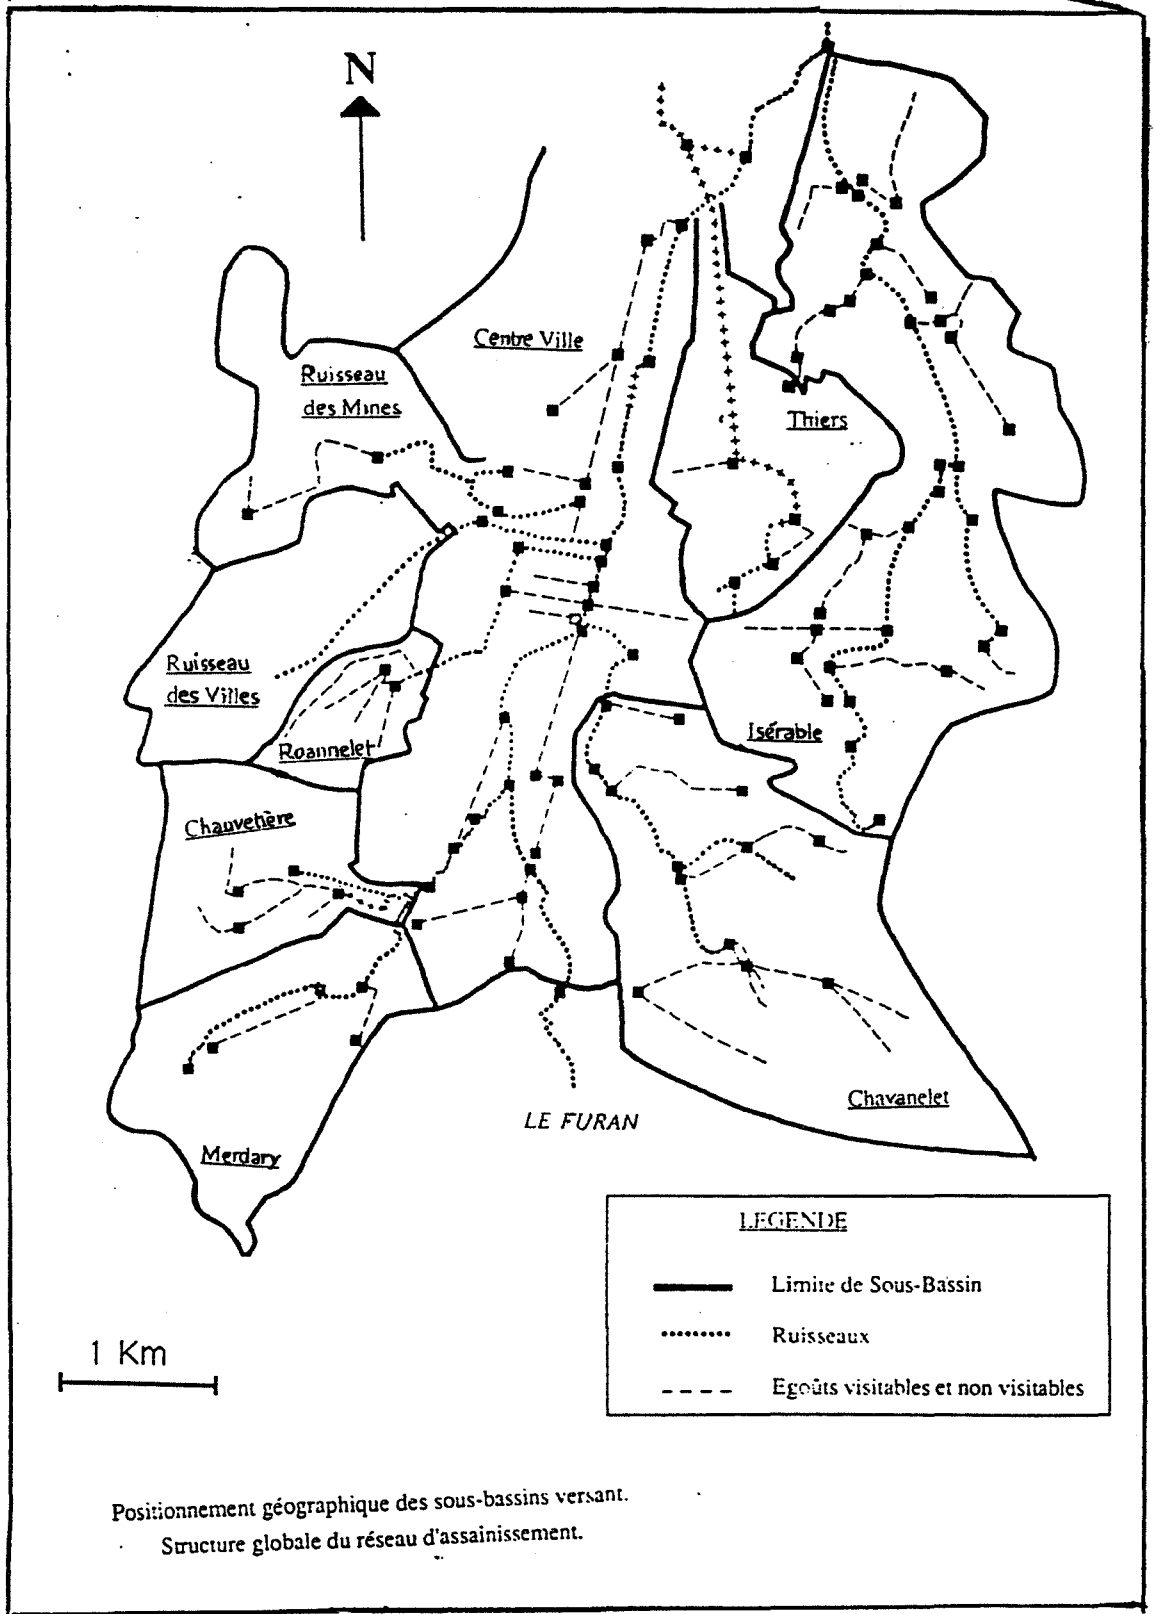 N
Centre Ville
Ruisseau
des Mines
Thiers
Ruisseau
des Villes
Roannelet
Isérable
Chauvetière
Chavanelet
LE FURAN
Merdary
LEGENDE
Limite de Sous-Bassin
Ruisseaux
Egoûts visitables et non visitables
1 Km
Positionnement géographique des sous-bassins versant.
Structure globale du réseau d'assainissement.